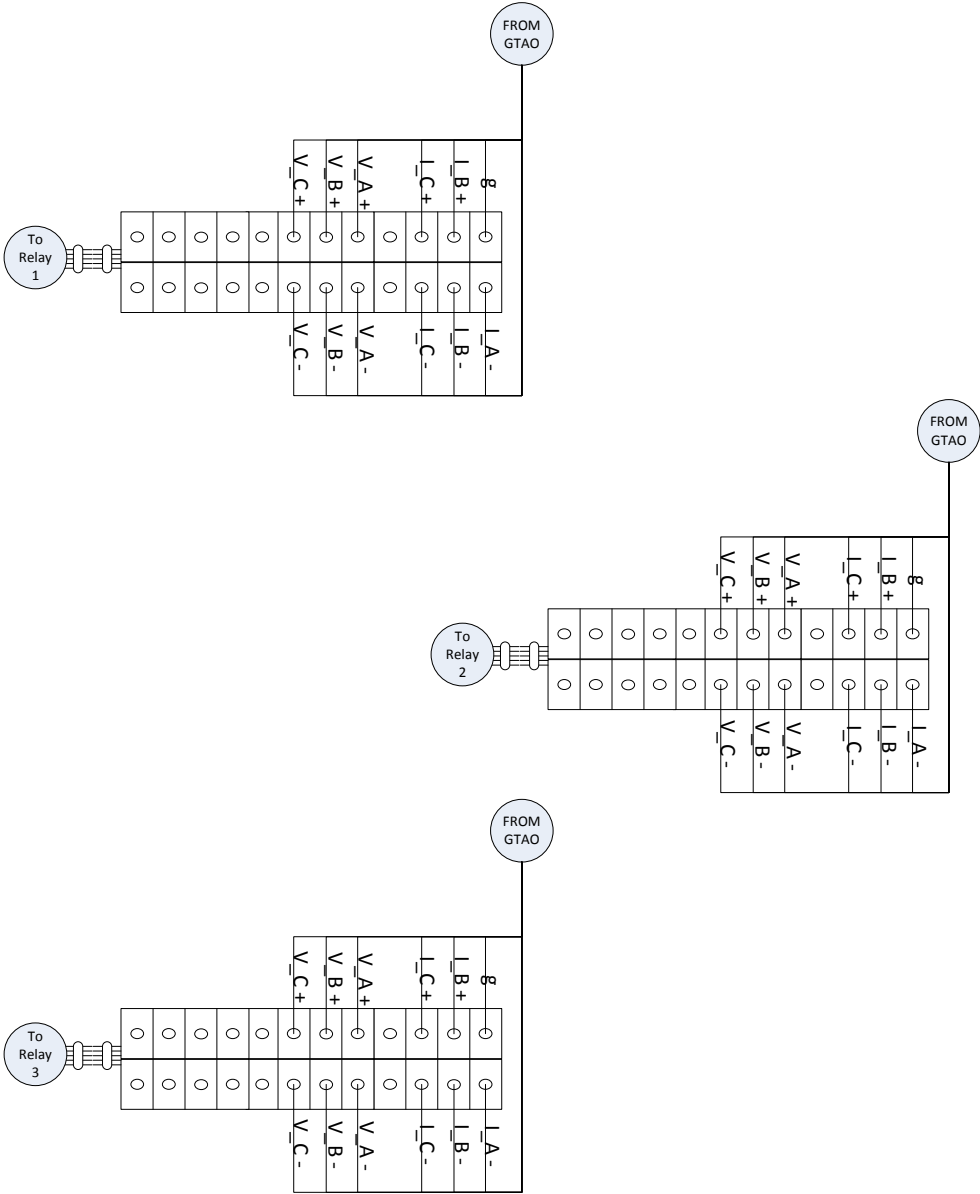 FROM
GTAO
V_C+
V_B+
V_A+
I_C+
I_B+
g
To
Relay
1
V_C-
V_B-
V_A-
I_C-
I_B-
I_A-
FROM
GTAO
V_C+
V_B+
V_A+
I_C+
I_B+
g
To
Relay
2
V_C-
V_B-
V_A-
I_C-
I_B-
I_A-
FROM
GTAO
V_C+
V_B+
V_A+
I_C+
I_B+
g
To
Relay
3
V_C-
V_B-
V_A-
I_C-
I_B-
I_A-